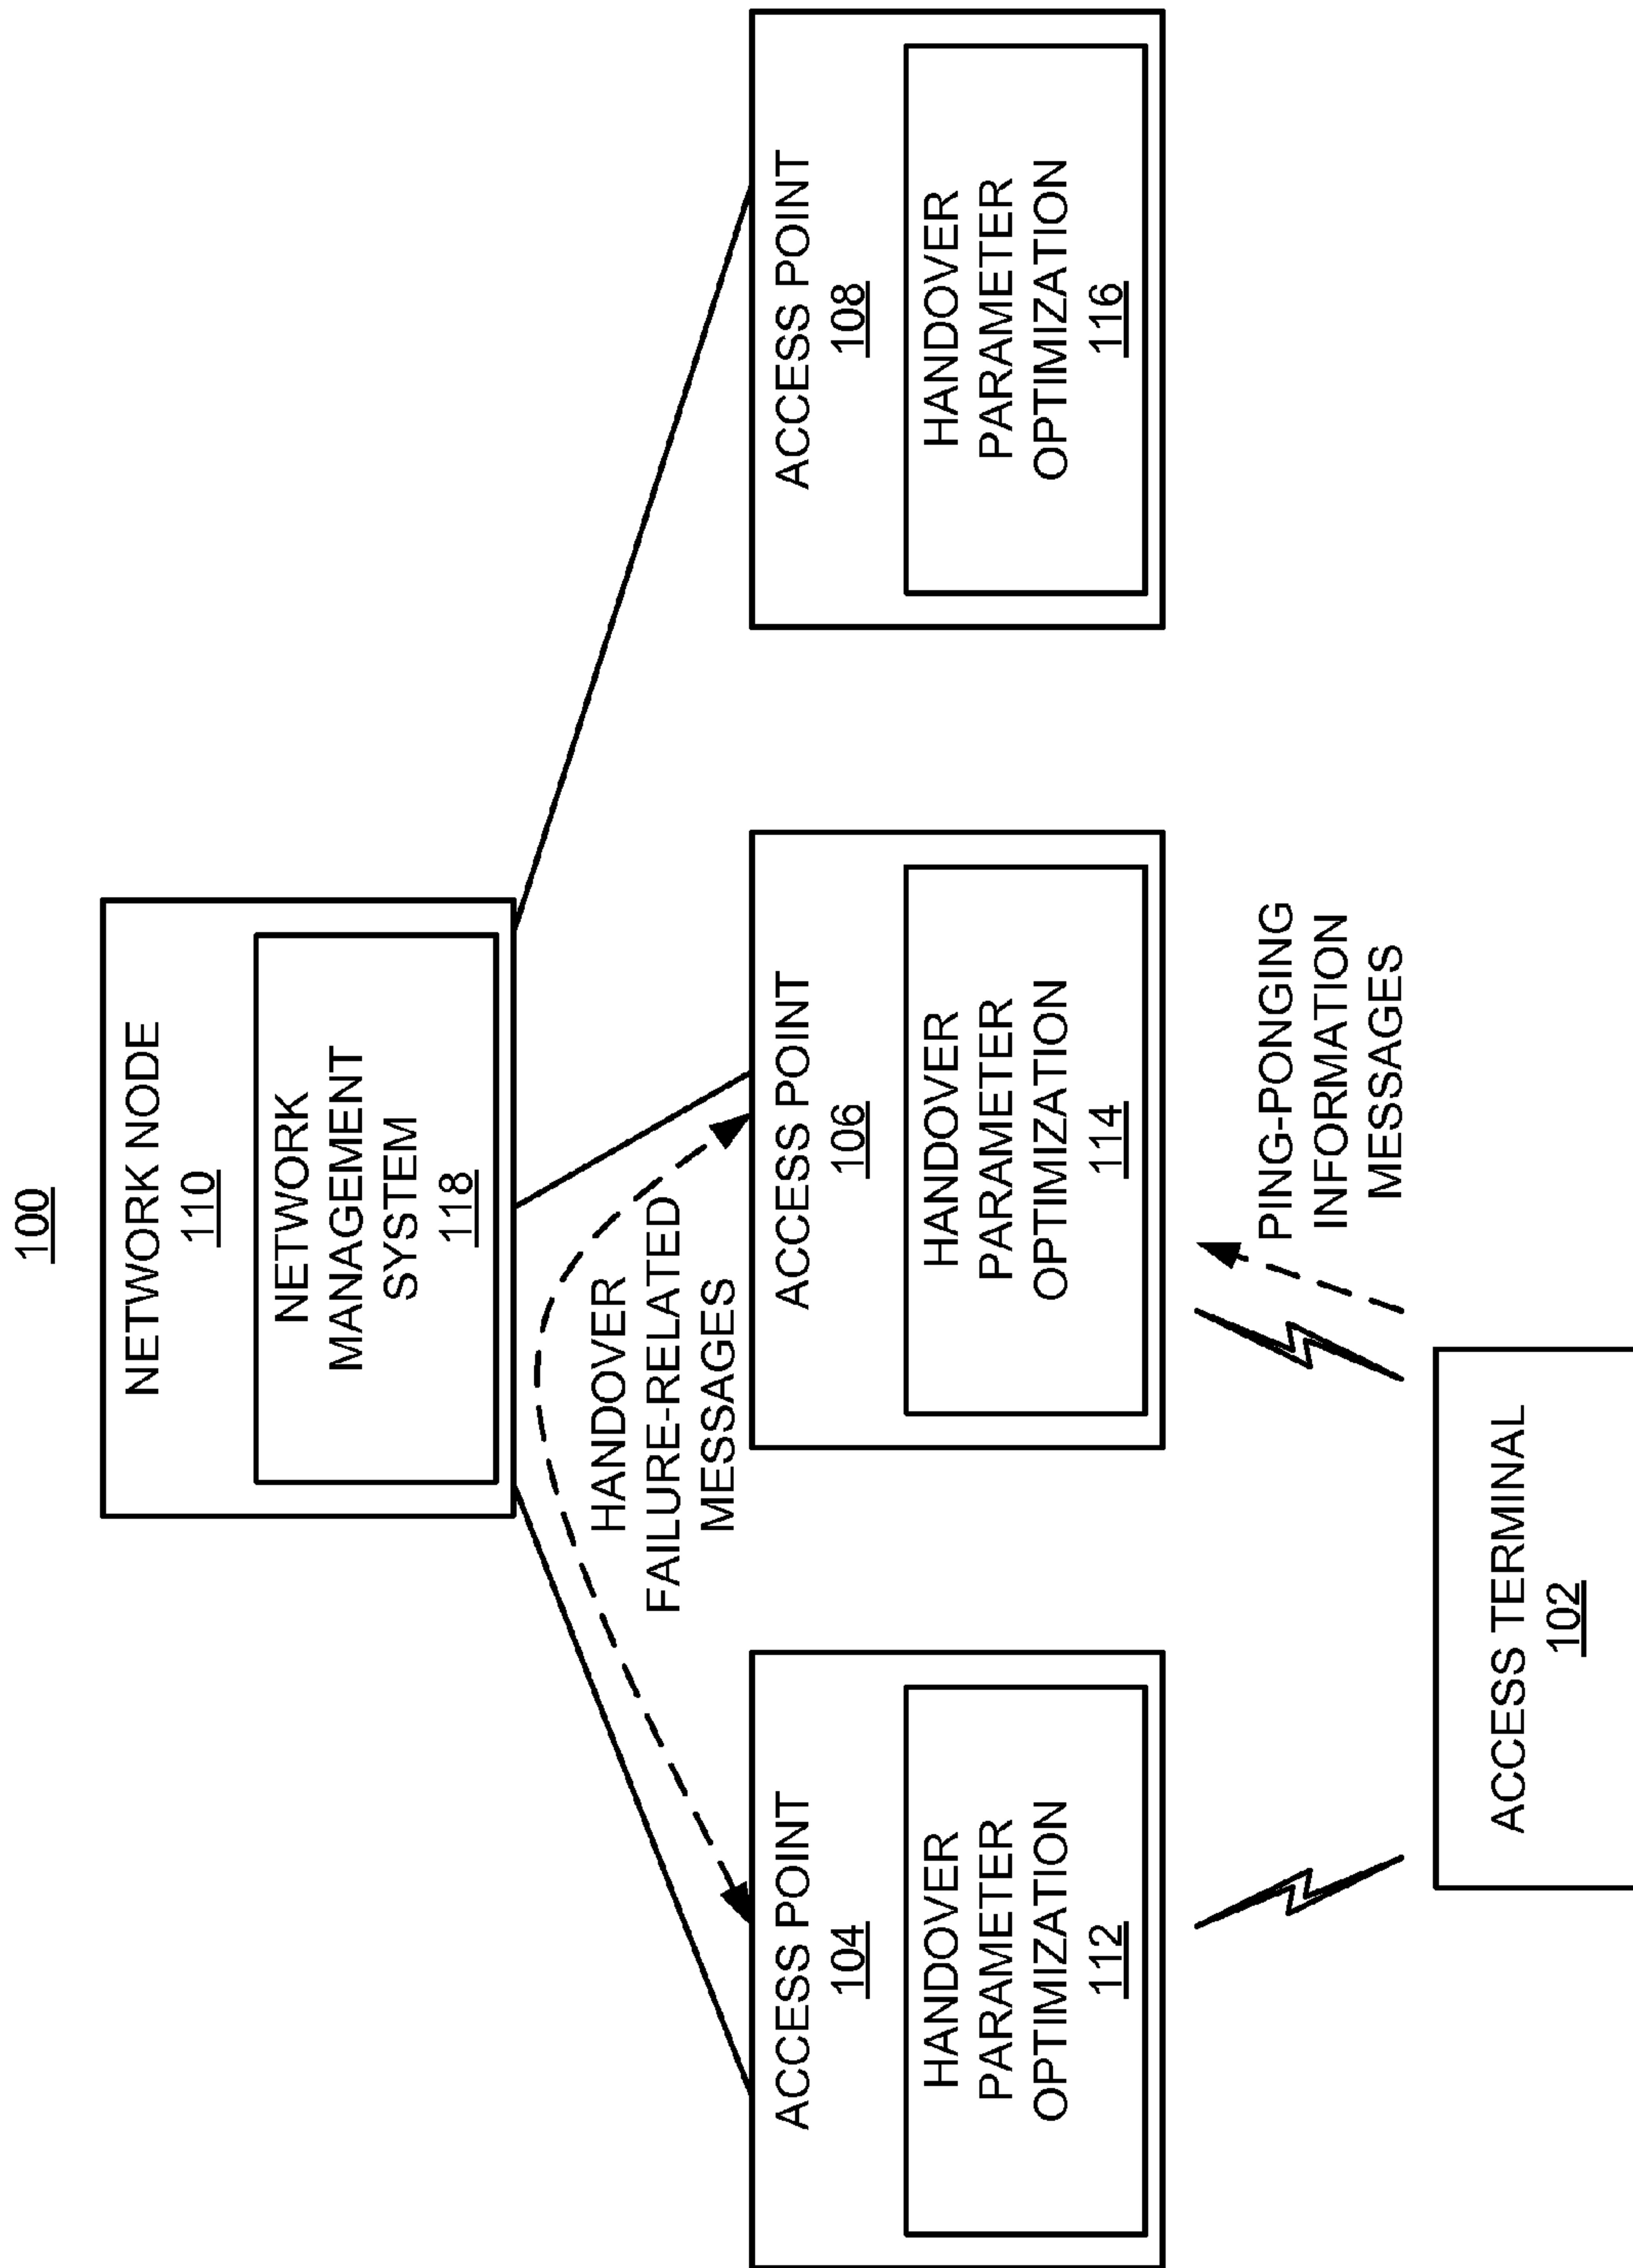 100
NETWORK NODE
110
NETWORK
MANAGEMENT
SYSTEM
118
HANDOVER
FAILURE-RELATED
MESSAGES
ACCESS POINT
104
HANDOVER
PARAMETER
OPTIMIZATION
112
ACCESS POINT
106
HANDOVER
PARAMETER
OPTIMIZATION
114
ACCESS POINT
108
HANDOVER
PARAMETER
OPTIMIZATION
116
PING-PONGING
INFORMATION
MESSAGES
ACCESS TERMINAL
102